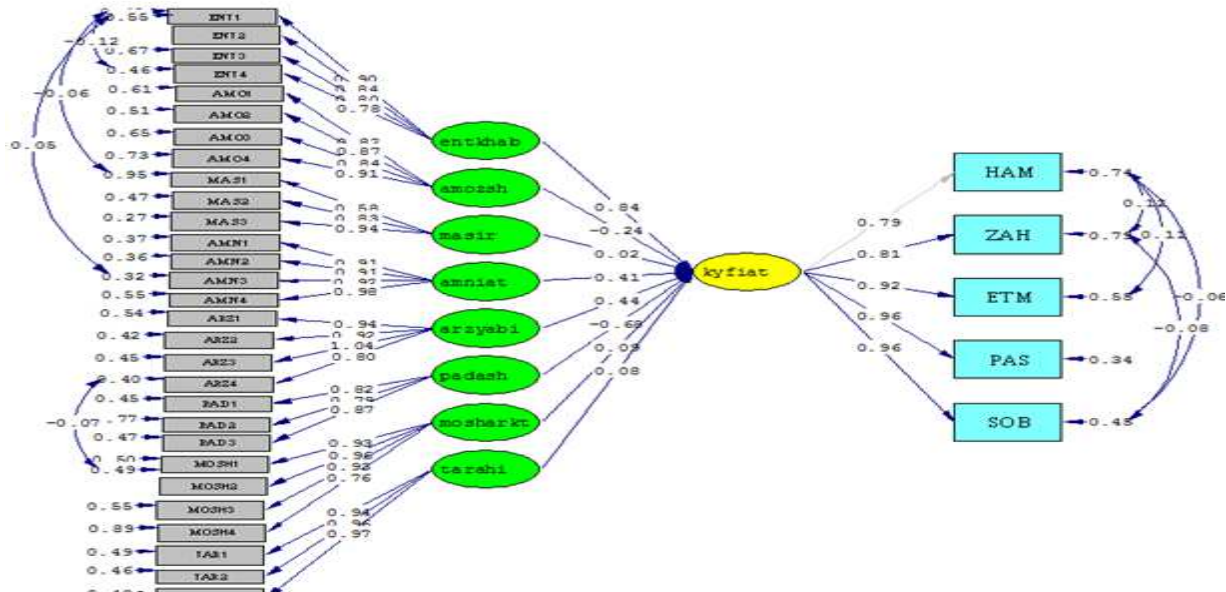 0.55 ENT1
-0.12 ENT2
0.67 ENT3
0.46 ENT4
0.78
0.61 AMO1
-0.06
0.51 AMO2
0.65 AMO3
0.87
0.05
0.73 AMO4
0.84
0.91
0.95 MAS1
0.47 MAS2
0.58
0.83
0.27 MAS3
0.94
0.37 AMN1
0.36 AMN2
0.91
0.32 AMN3
0.55 AMN4
0.98
0.54 ARZ1
0.94
0.42 ARZ2
1.04
0.45 ARZ3
0.80
0.40 ARZ4
0.45 PAD1
0.82
-0.07 .77 PAD2
0.87
0.47 PAD3
0.50 MOSH1
0.93
0.49
0.96
MOSH2
0.93
0.76
0.55 MOSH3
0.89 MOSH4
0.94
0.49 TAR1
0.96
0.97
0.46 TAR2
entkhab
amozsh
masir
amniat
arzyabi
padash
mosharkt
tarahi
0.84
-0.24
0.02
0.41
0.44
0.09
0.08
kyfiat
0.79
0.81
0.92
0.96
0.96
HAM 0.74
ZAH
0.11
ETM
-0.06
-0.08
PAS 0.34
SOB